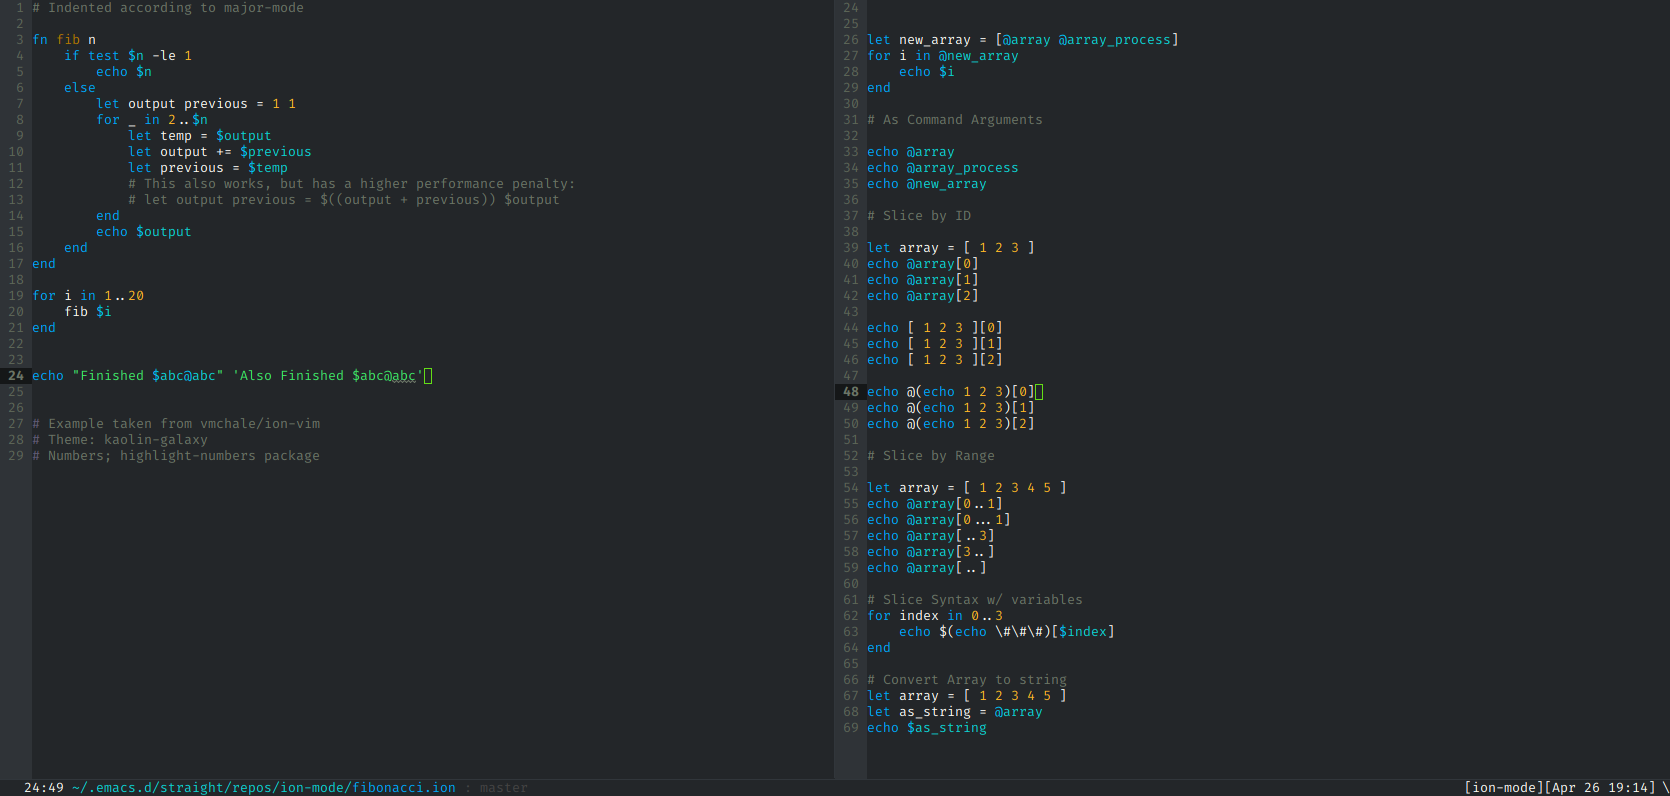 1 # Indented according to major-mode
2
3 fn fib n
4     if test $n -le 1
5         echo $n
6     else
7         let output previous = 1 1
8         for _ in 2..$n
9             let temp = $output
10             let output += $previous
11             let previous = $temp
12             # This also works, but has a higher performance penalty:
13             # let output previous = $((output + previous)) $output
14         end
15         echo $output
16     end
17 end
18
19 for i in 1..20
20     fib $i
21 end
22
23
24 echo "Finished $abc@abc" 'Also Finished $abc@abc'
25
26
27 # Example taken from vmchale/ion-vim
28 # Theme: kaolin-galaxy
29 # Numbers; highlight-numbers package
24
25
26 let new_array = [@array @array_process]
27 for i in @new_array
28     echo $i
29 end
30
31 # As Command Arguments
32
33 echo @array
34 echo @array_process
35 echo @new_array
36
37 # Slice by ID
38
39 let array = [ 1 2 3 ]
40 echo @array[0]
41 echo @array[1]
42 echo @array[2]
43
44 echo [ 1 2 3 ][0]
45 echo [ 1 2 3 ][1]
46 echo [ 1 2 3 ][2]
47
48 echo @(echo 1 2 3)[0]
49 echo @(echo 1 2 3)[1]
50 echo @(echo 1 2 3)[2]
51
52 # Slice by Range
53
54 let array = [ 1 2 3 4 5 ]
55 echo @array[0..1]
56 echo @array[0...1]
57 echo @array[..3]
58 echo @array[3..]
59 echo @array[..]
60
61 # Slice Syntax w/ variables
62 for index in 0..3
63     echo $(echo \#\#\#)[$index]
64 end
65
66 # Convert Array to string
67 let array = [ 1 2 3 4 5 ]
68 let as_string = @array
69 echo $as_string
24:49 ~/.emacs.d/straight/repos/ion-mode/fibonacci.ion : master [ion-mode][Apr 26 19:14] \